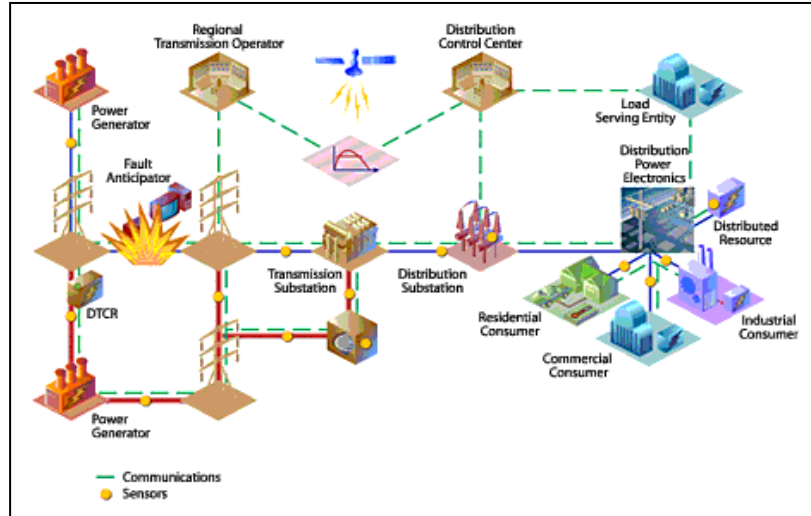 Regional
Transmission Operator
Distribution
Control Center
Power
Generator
Load
Serving Entity
Fault
Anticipator
Distribution
Power
Electronics
Distributed
Resource
Transmission
Substation
Distribution
Substation
DTCR
Residential
Consumer
Industrial
Consumer
Commercial
Consumer
Power
Generator
Communications
Sensors